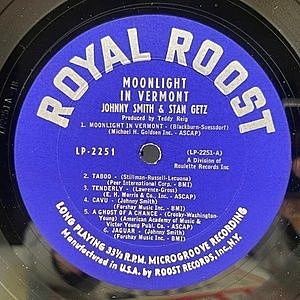 ROYAL ROOST
MOONLIGHT
IN VERMONT
JOHNNY SMITH & STAN GETZ
Produced by Teddy Reig
1. MOONLIGHT IN VERMONT - (Blackburn-Suessdorf)
(Michael H. Goldsen Inc. - ASCAP)
LP-2251
(LP-2251-A)
A Division of
Roulette Records Inc
2. TABOO - (Stillman-Russell-Lecuona)
(Peer International Corp. - BMI)
3. TENDERLY - (Lawrence-Gross)
(E. H. Morris & Co., Inc. - ASCAP)
4. CAVU - (Johnny Smith)
(Forshay Music Inc. - BMI)
5. A GHOST OF A CHANCE - (Crosby-Washington-
Young) (American Academy of Music &
Victor Young Publ. Co. - ASCAP)
6. JAGUAR - (Johnny Smith)
(Forshay Music Inc. - BMI)
LONG PLAYING 33⅓ R.P.M. MICROGROOVE RECORDING
Manufactured in U.S.A. by ROOST RECORDS, Inc., N.Y.